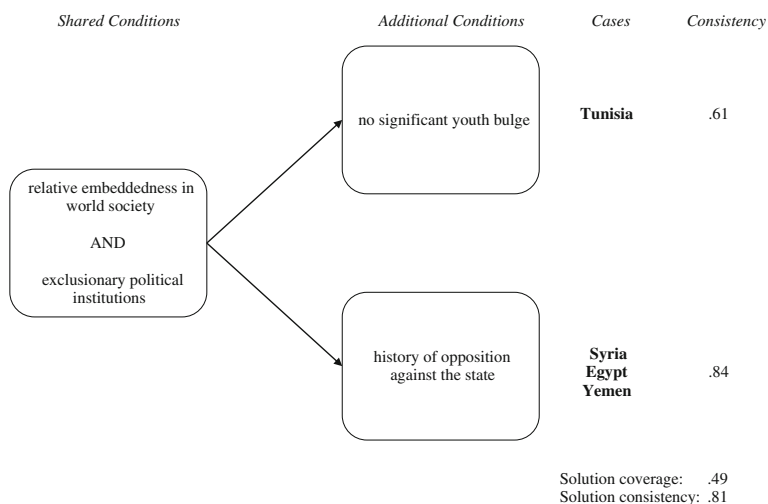 Shared Conditions Additional Conditions Cases Consistency
no significant youth bulge Tunisia .61
relative embeddedness in
world society
AND
exclusionary political
institutions
history of opposition
against the state
Syria
Egypt
Yemen
.84
Solution coverage: .49
Solution consistency: .81